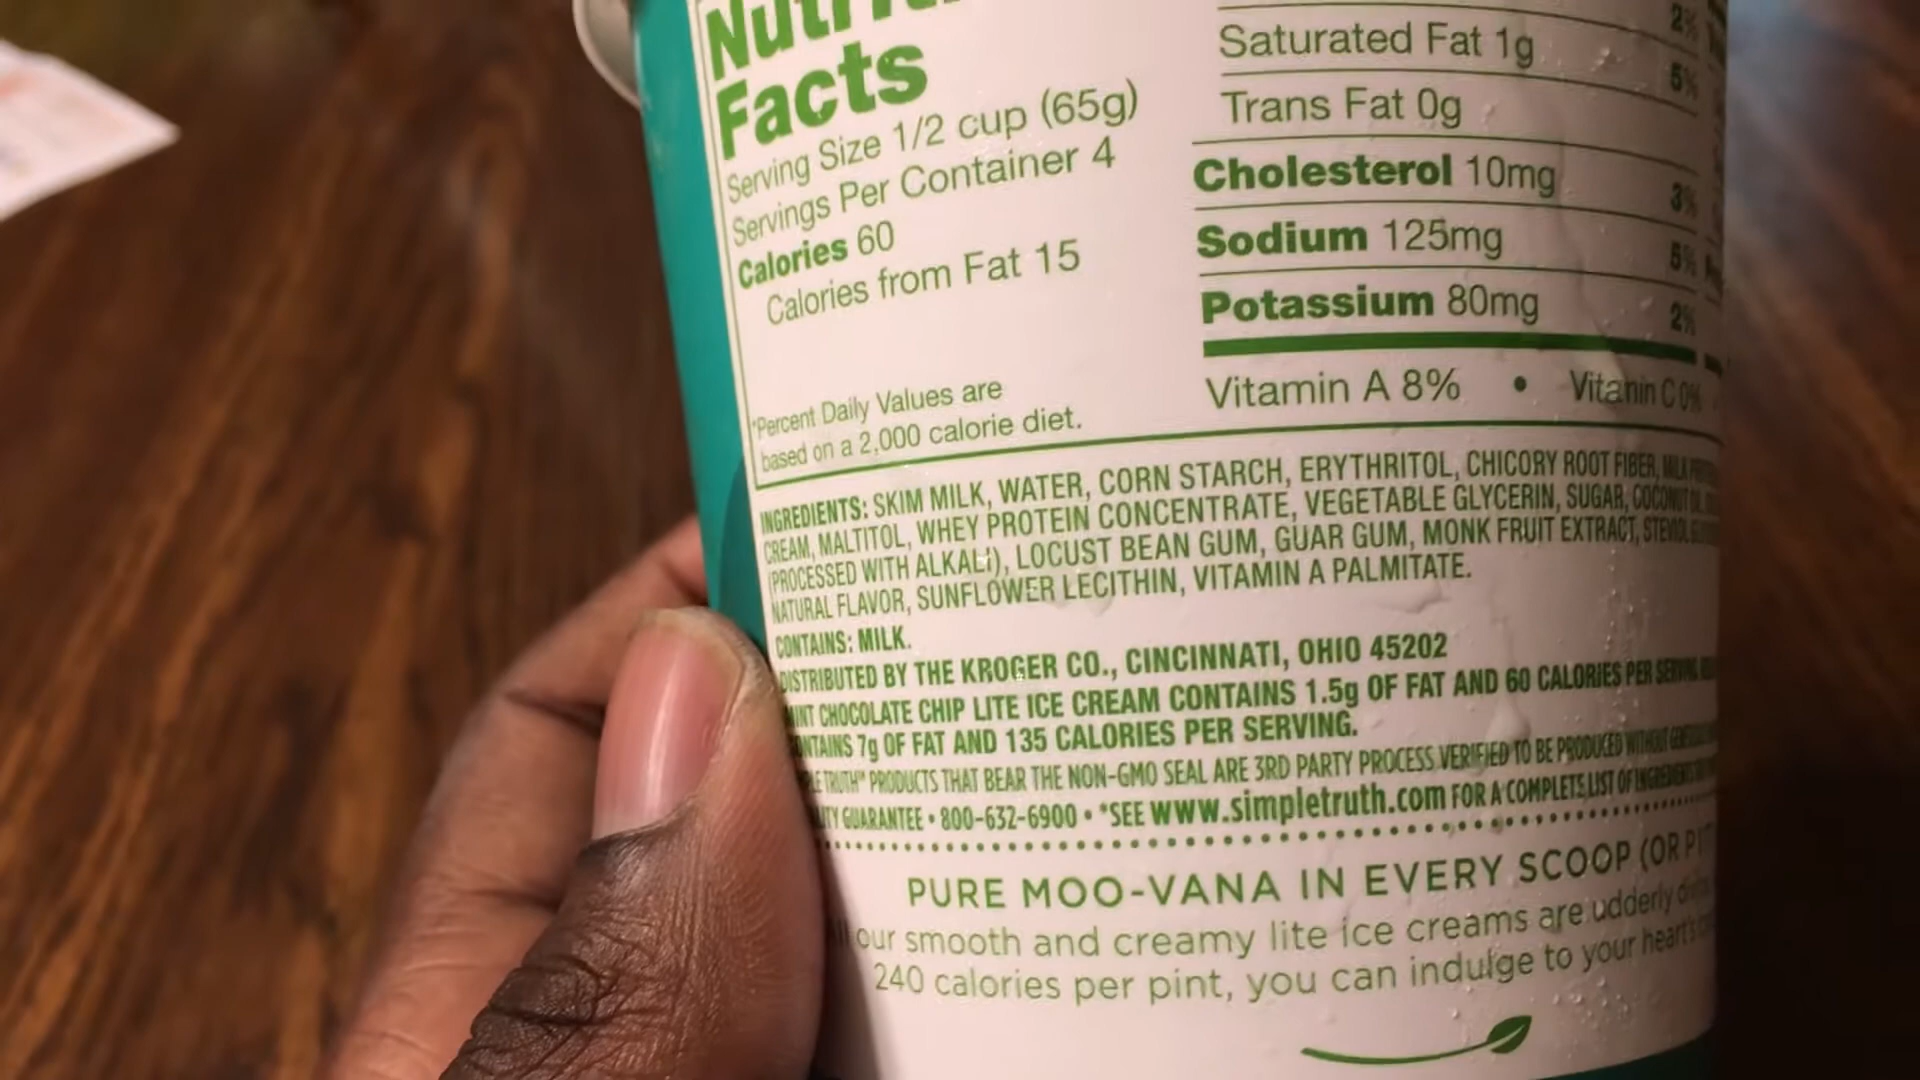 Facts
Serving Size 1/2 cup (65g)
Servings Per Container 4
Calories 60
Calories from Fat 15
*Percent Daily Values are
based on a 2,000 calorie diet.
2%
Saturated Fat 1g 5%
Trans Fat 0g
Cholesterol 10mg 3%
Sodium 125mg 5%
Potassium 80mg 2%
Vitamin A 8% • Vitamin C 0%
INGREDIENTS: SKIM MILK, WATER, CORN STARCH, ERYTHRITOL, CHICORY ROOT FIBER, MILK
CREAM, MALTITOL, WHEY PROTEIN CONCENTRATE, VEGETABLE GLYCERIN, SUGAR, COCONUT OIL,
(PROCESSED WITH ALKALI), LOCUST BEAN GUM, GUAR GUM, MONK FRUIT EXTRACT,
NATURAL FLAVOR, SUNFLOWER LECITHIN, VITAMIN A PALMITATE.
CONTAINS: MILK.
DISTRIBUTED BY THE KROGER CO., CINCINNATI, OHIO 45202
MINT CHOCOLATE CHIP LITE ICE CREAM CONTAINS 1.5g OF FAT AND 60 CALORIES PER SERVING
CONTAINS 7g OF FAT AND 135 CALORIES PER SERVING.
TRUTH™ PRODUCTS THAT BEAR THE NON-GMO SEAL ARE 3RD PARTY PROCESS VERIFIED TO BE PRODUCED WITHOUT
GUARANTEE • 800-632-6900 • *SEE www.simpletruth.com FOR A COMPLETE LIST OF INGREDIENTS
PURE MOO-VANA IN EVERY SCOOP (OR
our smooth and creamy lite ice creams are udderly
240 calories per pint, you can indulge to your heart's